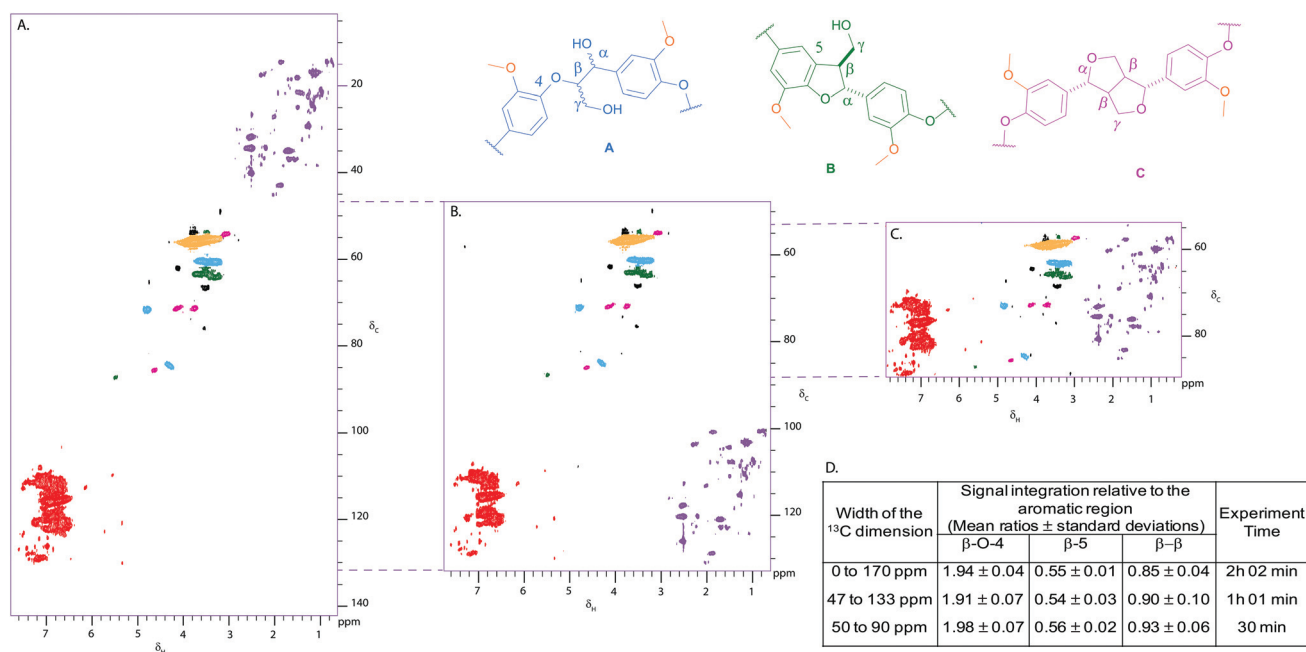 A.
20
40
60
80
100
120
140
δC
ppm
7 6 5 4 3 2 1
δH
HO
α
β
4
O
γ
OH
O
O
A
HO
5
γ
β
O
α
O
O
O
B
O
O
β
α
β
O
γ
O
O
O
C
B.
60
80
δC
100
120
ppm
7 6 5 4 3 2 1
δH
C.
60
δC
80
ppm
7 6 5 4 3 2 1
δH
D.
Width of the 13C dimension
Signal integration relative to the aromatic region (Mean ratios ± standard deviations)
Experiment Time
β-O-4 β-5 β–β
0 to 170 ppm 1.94 ± 0.04 0.55 ± 0.01 0.85 ± 0.04 2h 02 min
47 to 133 ppm 1.91 ± 0.07 0.54 ± 0.03 0.90 ± 0.10 1h 01 min
50 to 90 ppm 1.98 ± 0.07 0.56 ± 0.02 0.93 ± 0.06 30 min